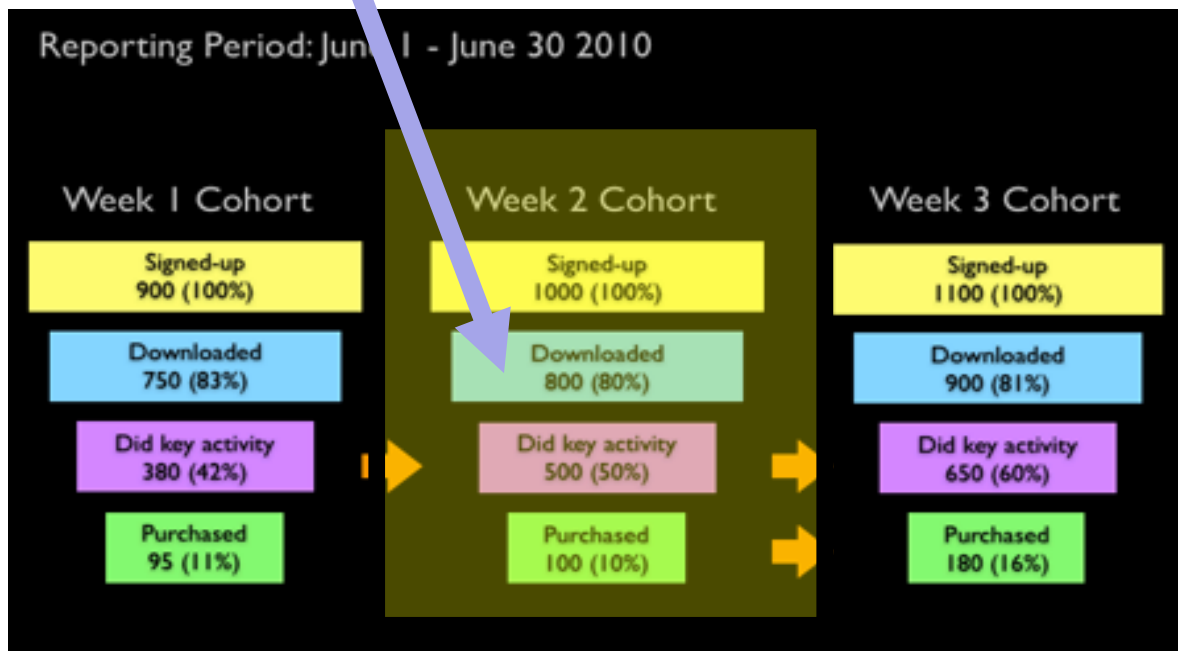 Reporting Period: June 1 - June 30 2010
Week 1 Cohort
Signed-up
900 (100%)
Downloaded
750 (83%)
Did key activity
380 (42%)
Purchased
95 (11%)
Week 2 Cohort
Signed-up
1000 (100%)
Downloaded
800 (80%)
Did key activity
500 (50%)
Purchased
100 (10%)
Week 3 Cohort
Signed-up
1100 (100%)
Downloaded
900 (81%)
Did key activity
650 (60%)
Purchased
180 (16%)